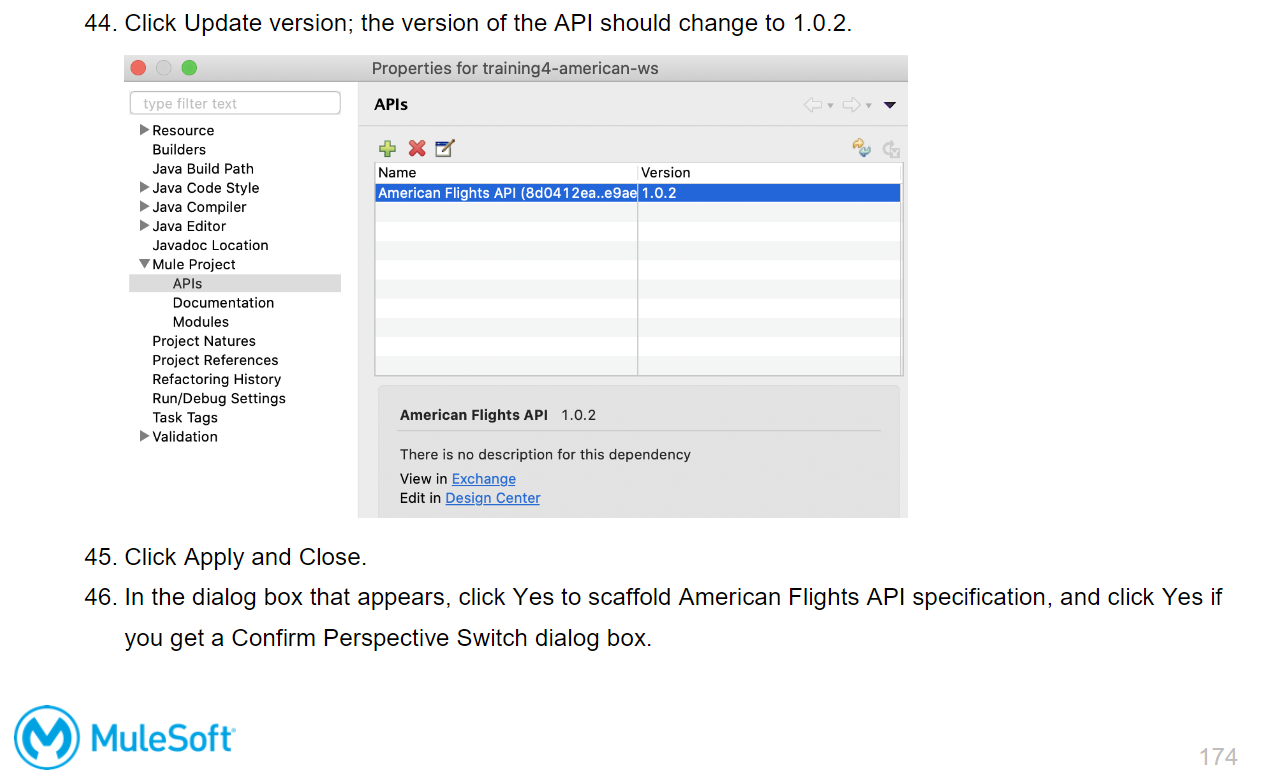 44. Click Update version; the version of the API should change to 1.0.2.
Properties for training4-american-ws
type filter text
Resource
Builders
Java Build Path
Java Code Style
Java Compiler
Java Editor
Javadoc Location
Mule Project
APIs
Documentation
Modules
Project Natures
Project References
Refactoring History
Run/Debug Settings
Task Tags
Validation
APIs
Name Version
American Flights API (8d0412ea..e9ae 1.0.2
American Flights API 1.0.2
There is no description for this dependency
View in Exchange
Edit in Design Center
45. Click Apply and Close.
46. In the dialog box that appears, click Yes to scaffold American Flights API specification, and click Yes if
you get a Confirm Perspective Switch dialog box.
MuleSoft
174